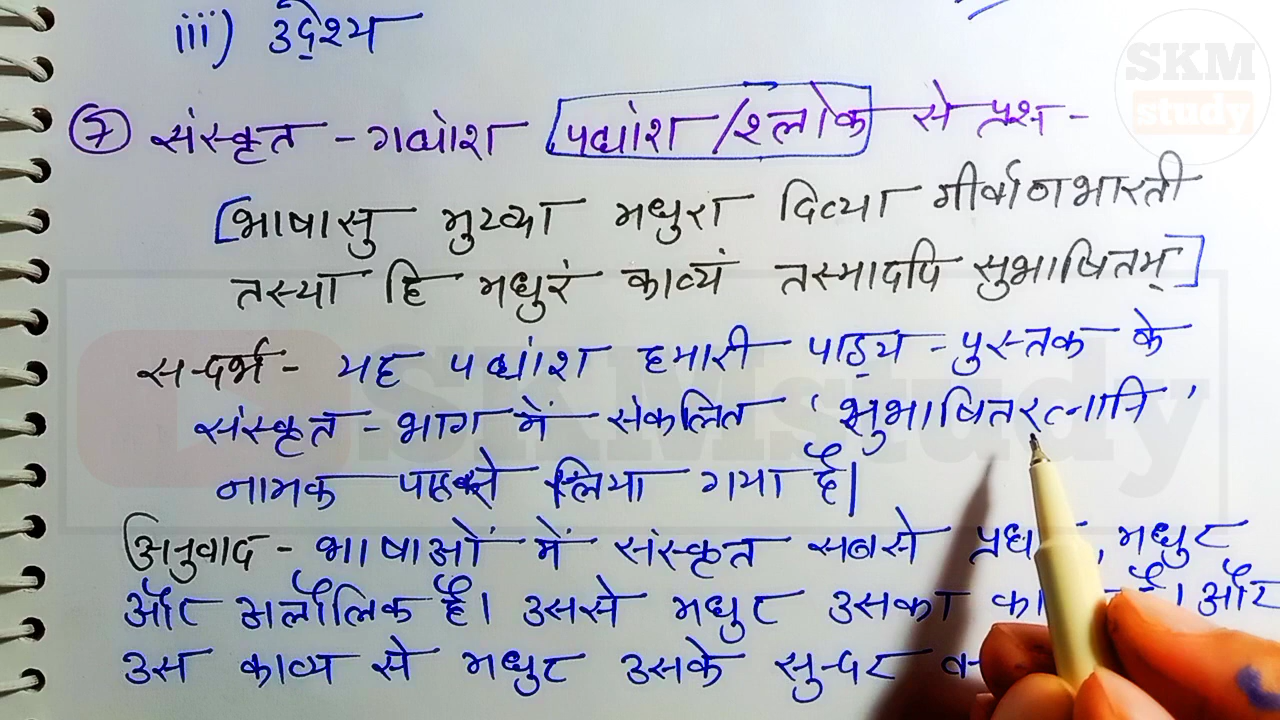 iii) उद्देश्य
SKM
study
⑦ संस्कृत - गद्यांश पद्यांश/श्लोक से प्रश्न -
[भाषासु मुख्या मधुरा दिव्या गीर्वाणभारती
तस्या हि मधुरं काव्यं तस्मादपि सुभाषितम्]
सन्दर्भ - यह पद्यांश हमारी पाठ्य - पुस्तक के
संस्कृत - भाग में संकलित 'सुभाषितरत्नानि'
नामक पाठ से लिया गया है।
अनुवाद - भाषाओं में संस्कृत सबसे , मधुर
और अलौलिक है। उससे मधुर उसका है। और
उस काव्य से मधुर उसके सुन्दर
SKMstudy